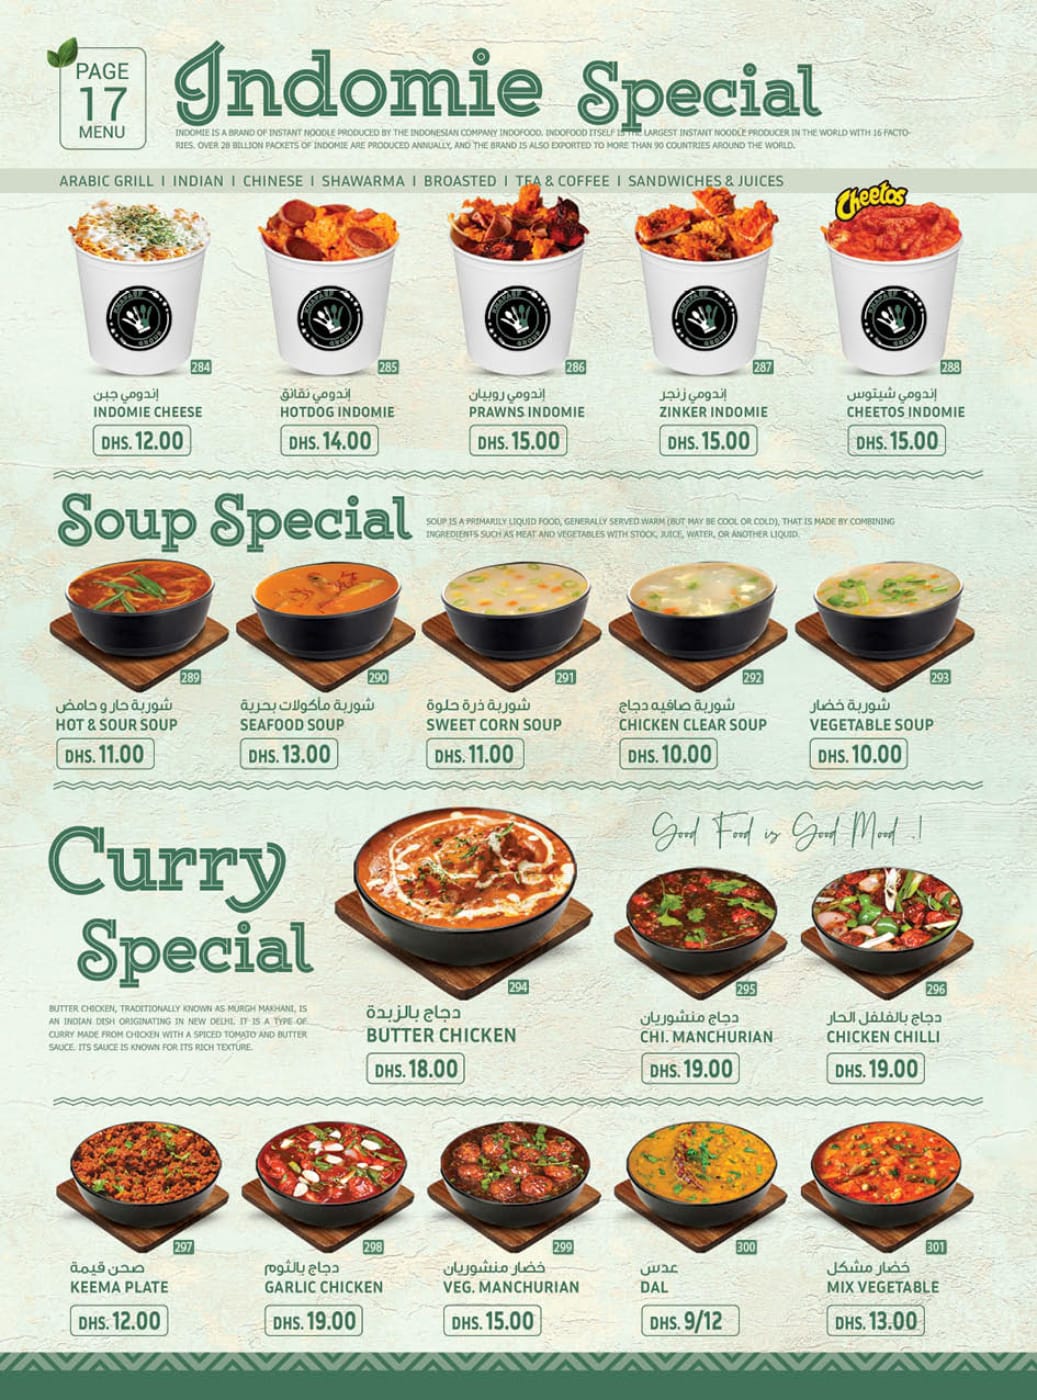 PAGE
17
MENU
Indomie Special
INDOMIE IS A BRAND OF INSTANT NOODLE PRODUCED BY THE INDONESIAN COMPANY INDOFOOD. INDOFOOD ITSELF IS THE LARGEST INSTANT NOODLE PRODUCER IN THE WORLD WITH 16 FACTO-
RIES. OVER 28 BILLION PACKETS OF INDOMIE ARE PRODUCED ANNUALLY, AND THE BRAND IS ALSO EXPORTED TO MORE THAN 90 COUNTRIES AROUND THE WORLD.
ARABIC GRILL I INDIAN I CHINESE I SHAWARMA I BROASTED I TEA & COFFEE I SANDWICHES & JUICES
Cheetos
284
285
286
287
288
إندومي جبن
INDOMIE CHEESE
DHS. 12.00
إندومي نقانق
HOTDOG INDOMIE
DHS. 14.00
إندومي روبيان
PRAWNS INDOMIE
DHS. 15.00
إندومي زنجر
ZINKER INDOMIE
DHS. 15.00
إندومي شيتوس
CHEETOS INDOMIE
DHS. 15.00
Soup Special
SOUP IS A PRIMARILY LIQUID FOOD, GENERALLY SERVED WARM (BUT MAY BE COOL OR COLD), THAT IS MADE BY COMBINING
INGREDIENTS SUCH AS MEAT AND VEGETABLES WITH STOCK, JUICE, WATER, OR ANOTHER LIQUID.
289
290
291
292
293
شوربة حار و حامض
HOT & SOUR SOUP
DHS. 11.00
شوربة مأكولات بحرية
SEAFOOD SOUP
DHS. 13.00
شوربة ذرة حلوة
SWEET CORN SOUP
DHS. 11.00
شوربة صافيه دجاج
CHICKEN CLEAR SOUP
DHS. 10.00
شوربة خضار
VEGETABLE SOUP
DHS. 10.00
Curry
Special
BUTTER CHICKEN, TRADITIONALLY KNOWN AS MURGH MAKHANI, IS
AN INDIAN DISH ORIGINATING IN NEW DELHI. IT IS A TYPE OF
CURRY MADE FROM CHICKEN WITH A SPICED TOMATO AND BUTTER
SAUCE. ITS SAUCE IS KNOWN FOR ITS RICH TEXTURE.
Good Food is Good Mood ..!
294
295
296
دجاج بالزبدة
BUTTER CHICKEN
DHS. 18.00
دجاج منشوريان
CHI. MANCHURIAN
DHS. 19.00
دجاج بالفلفل الحار
CHICKEN CHILLI
DHS. 19.00
297
298
299
300
301
صحن قيمة
KEEMA PLATE
DHS. 12.00
دجاج بالثوم
GARLIC CHICKEN
DHS. 19.00
خضار منشوريان
VEG. MANCHURIAN
DHS. 15.00
عدس
DAL
DHS. 9/12
خضار مشكل
MIX VEGETABLE
DHS. 13.00